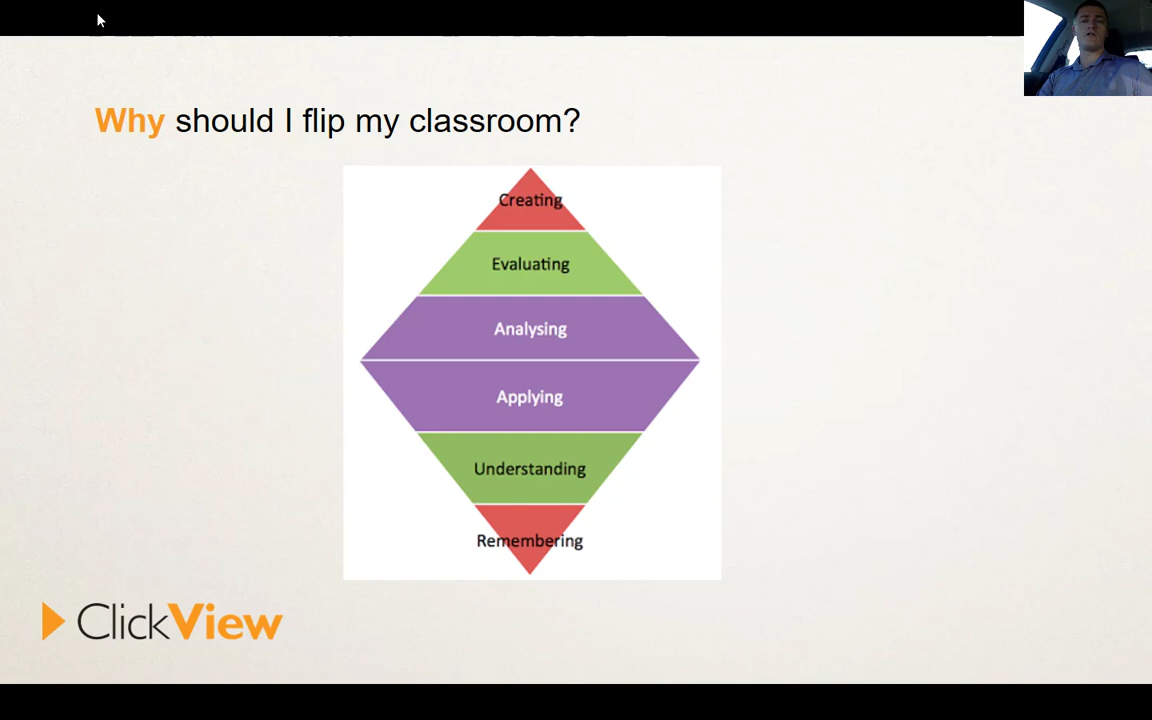 Why should I flip my classroom?
Creating
Evaluating
Analysing
Applying
Understanding
Remembering
ClickView